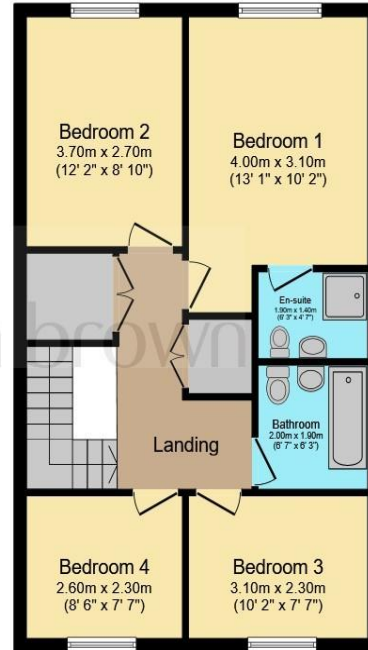 Bedroom 2
3.70m x 2.70m
(12' 2" x 8' 10")
Bedroom 1
4.00m x 3.10m
(13' 1" x 10' 2")
En-suite
1.90m x 1.40m
(6' 3" x 4' 7")
brown
Bathroom
2.00m x 1.90m
(6' 7" x 6' 3")
Landing
Bedroom 4
2.60m x 2.30m
(8' 6" x 7' 7")
Bedroom 3
3.10m x 2.30m
(10' 2" x 7' 7")